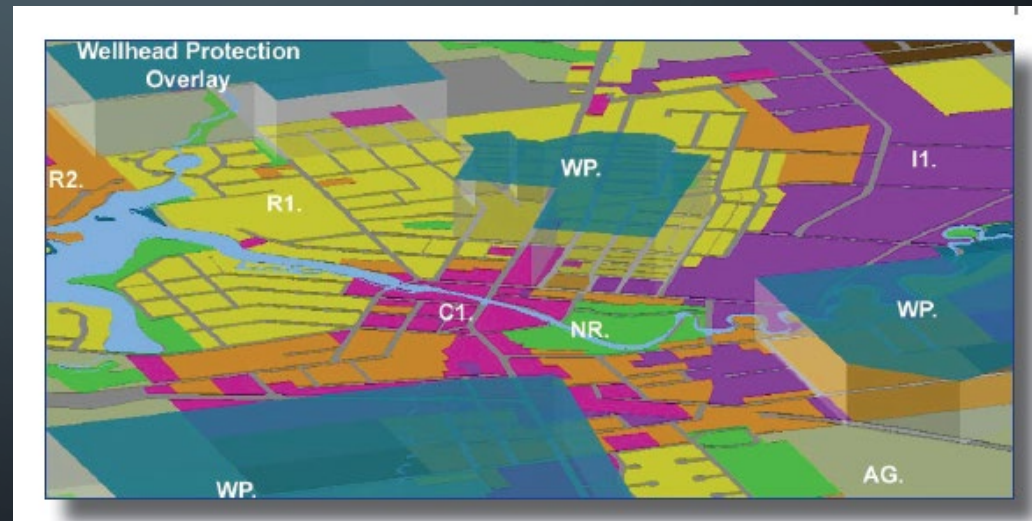 Wellhead Protection
Overlay
WP.
I1.
R2.
R1.
WP.
C1.
NR.
AG.
WP.